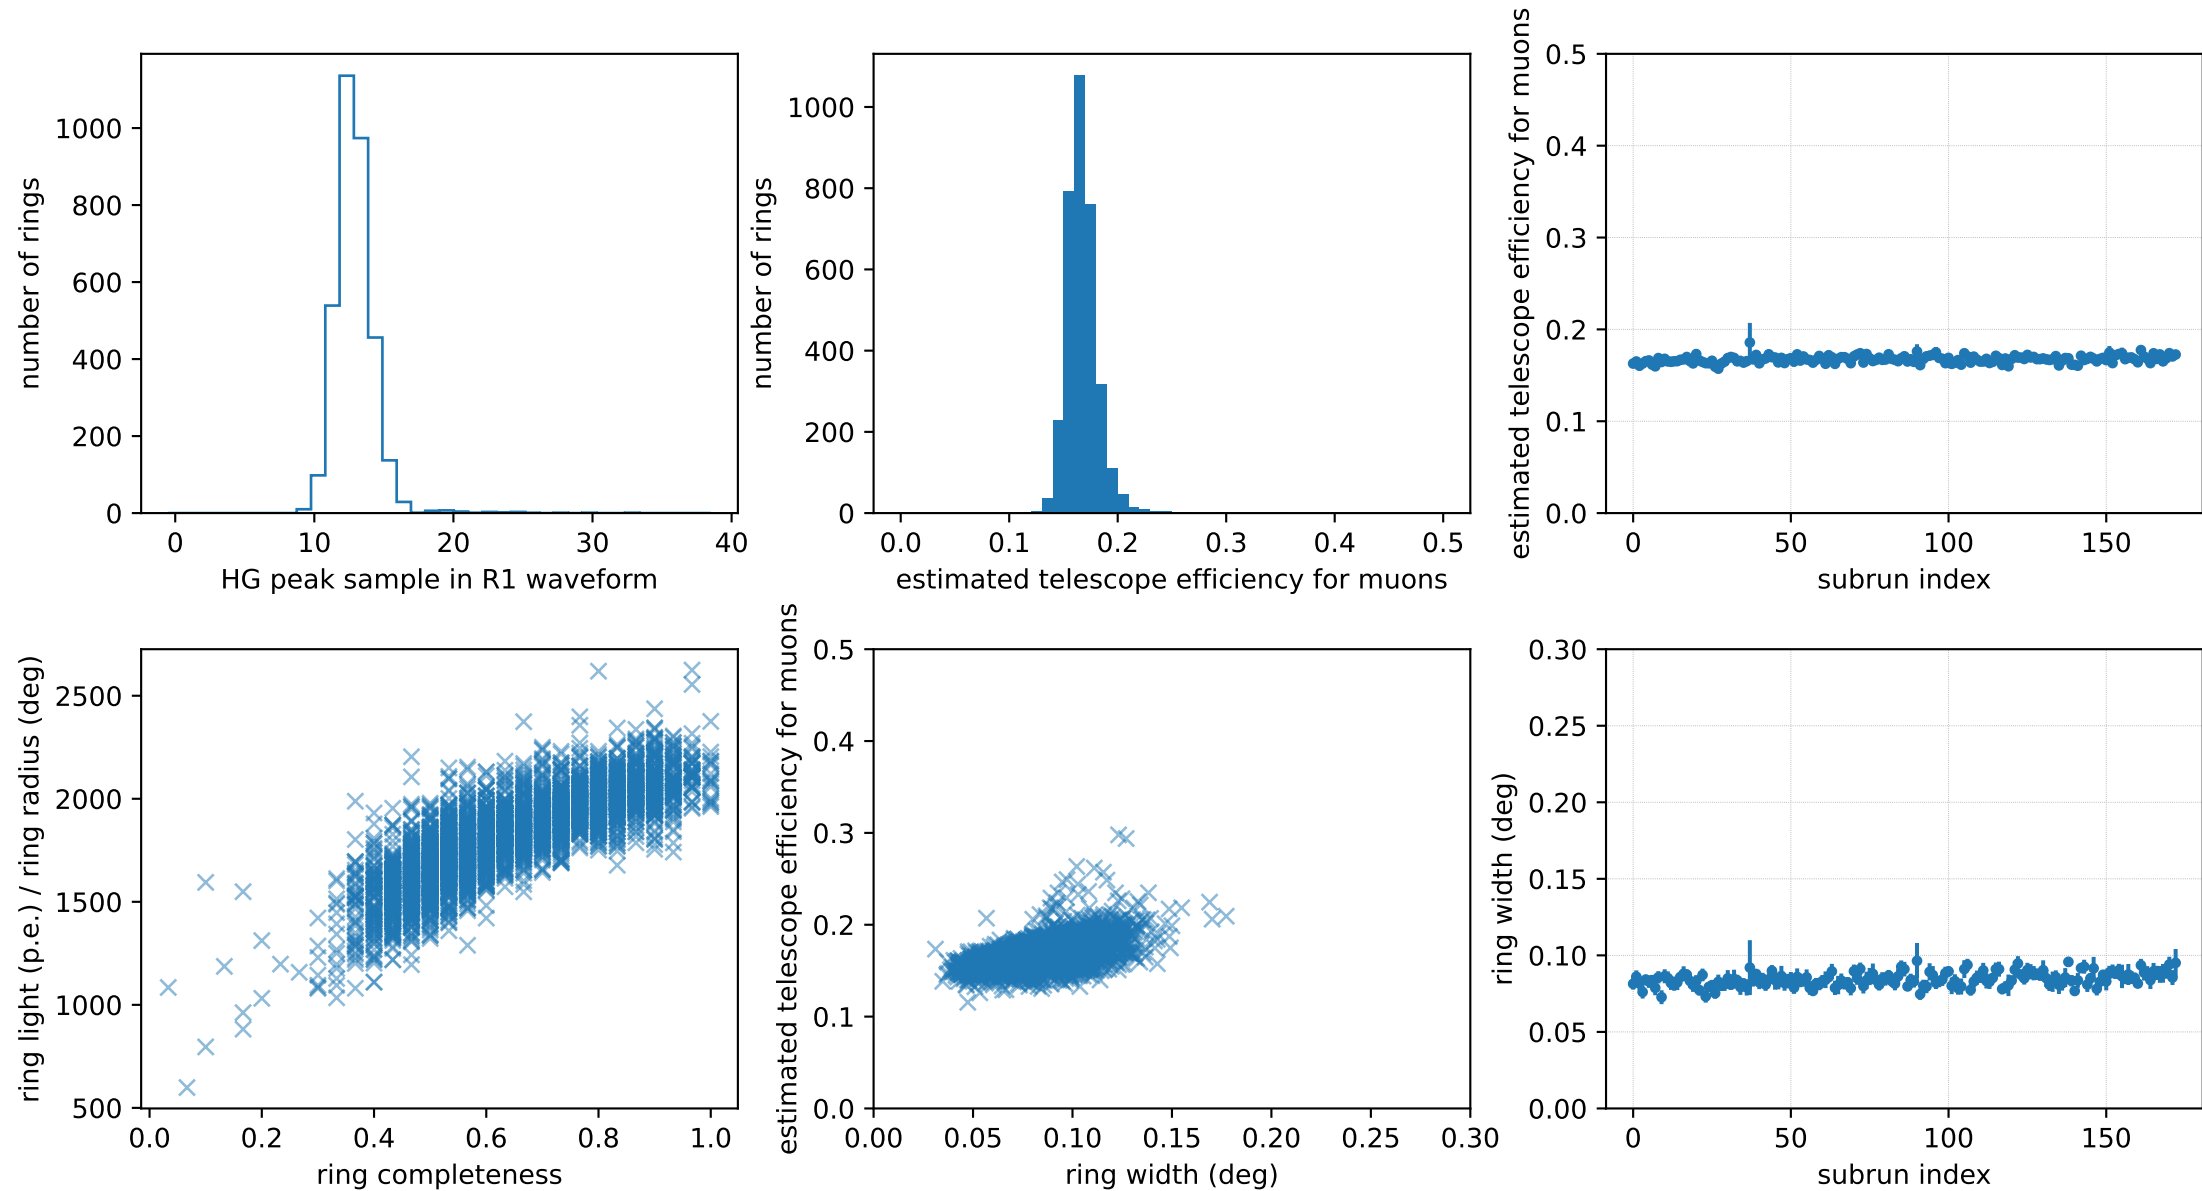 number of rings
1000
800
600
400
200
0
0 10 20 30 40
HG peak sample in R1 waveform
number of rings
1000
800
600
400
200
0
0.0 0.1 0.2 0.3 0.4 0.5
estimated telescope efficiency for muons
estimated telescope efficiency for muons
0.5
0.4
0.3
0.2
0.1
0.0
0 50 100 150
subrun index
ring light (p.e.) / ring radius (deg)
2500
2000
1500
1000
500
0.0 0.2 0.4 0.6 0.8 1.0
ring completeness
estimated telescope efficiency for muons
0.5
0.4
0.3
0.2
0.1
0.0
0.00 0.05 0.10 0.15 0.20 0.25 0.30
ring width (deg)
ring width (deg)
0.30
0.25
0.20
0.15
0.10
0.05
0.00
0 50 100 150
subrun index